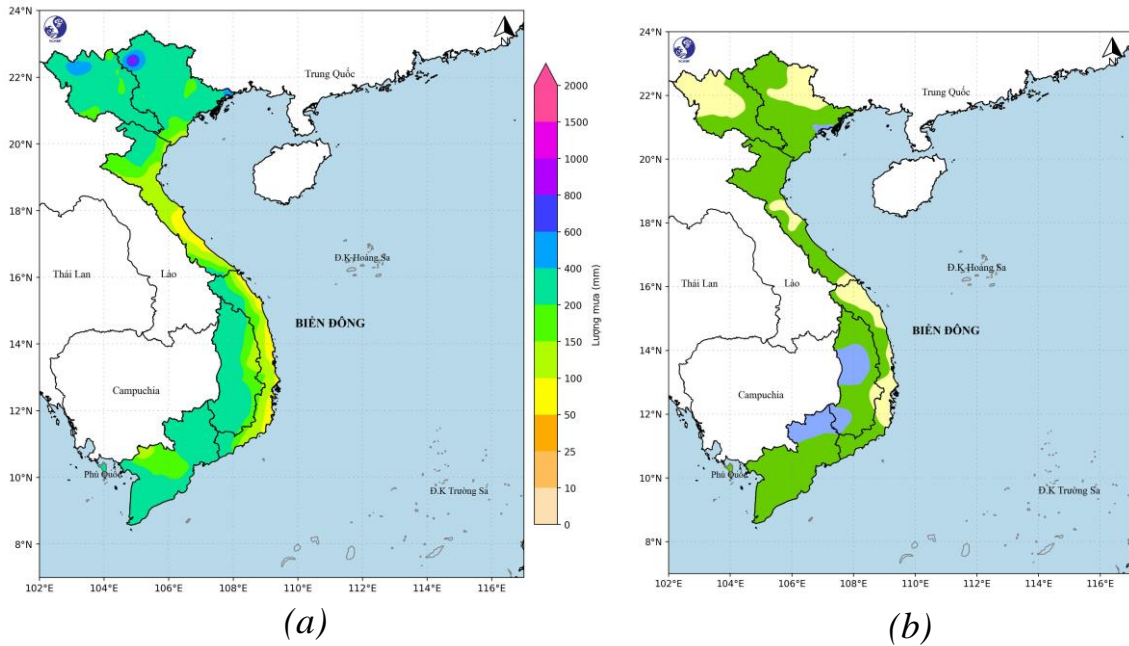 Trung Quốc
Đ.K Hoàng Sa
Thái Lan
Lào
BIỂN ĐÔNG
Campuchia
Phú Quốc
Đ.K Trường Sa
22°N
20°N
18°N
16°N
14°N
12°N
10°N
8°N
102°E 104°E 106°E 108°E 110°E 112°E 114°E 116°E
N
2000
1500
1000
800
600
400
200
150
100
50
25
10
0
Lượng mưa (mm)
(a)
Trung Quốc
Đ.K Hoàng Sa
Thái Lan
Lào
BIỂN ĐÔNG
Campuchia
Phú Quốc
Đ.K Trường Sa
24°N
22°N
20°N
18°N
16°N
14°N
12°N
10°N
8°N
102°E 104°E 106°E 108°E 110°E 112°E 114°E 116°E
N
(b)